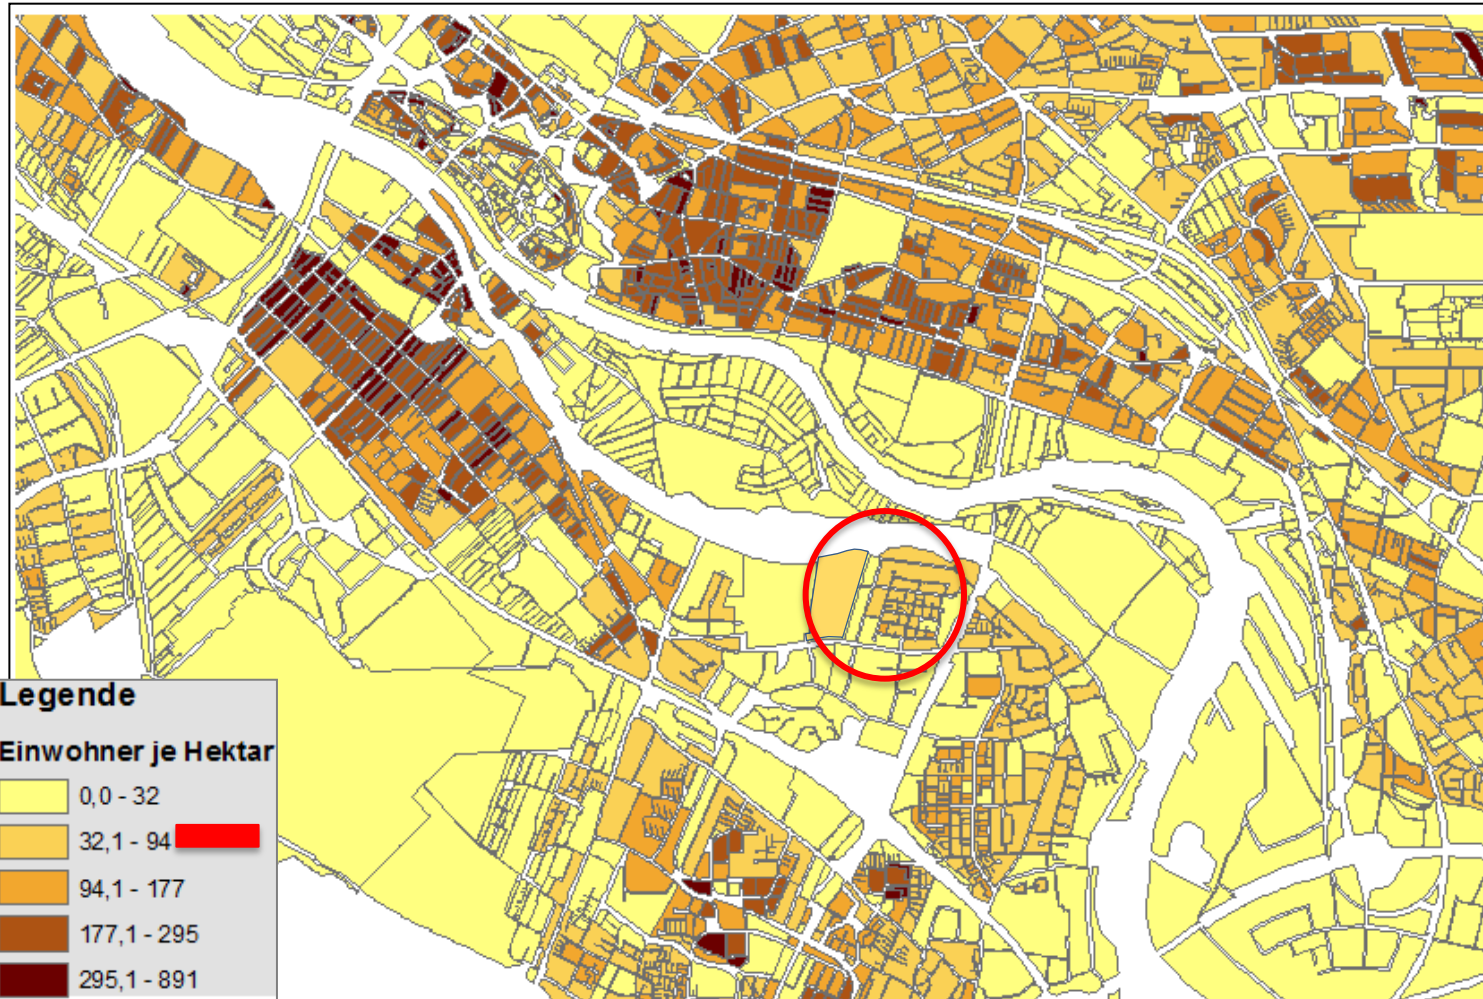 Legende
Einwohner je Hektar
0,0 - 32
32,1 - 94
94,1 - 177
177,1 - 295
295,1 - 891